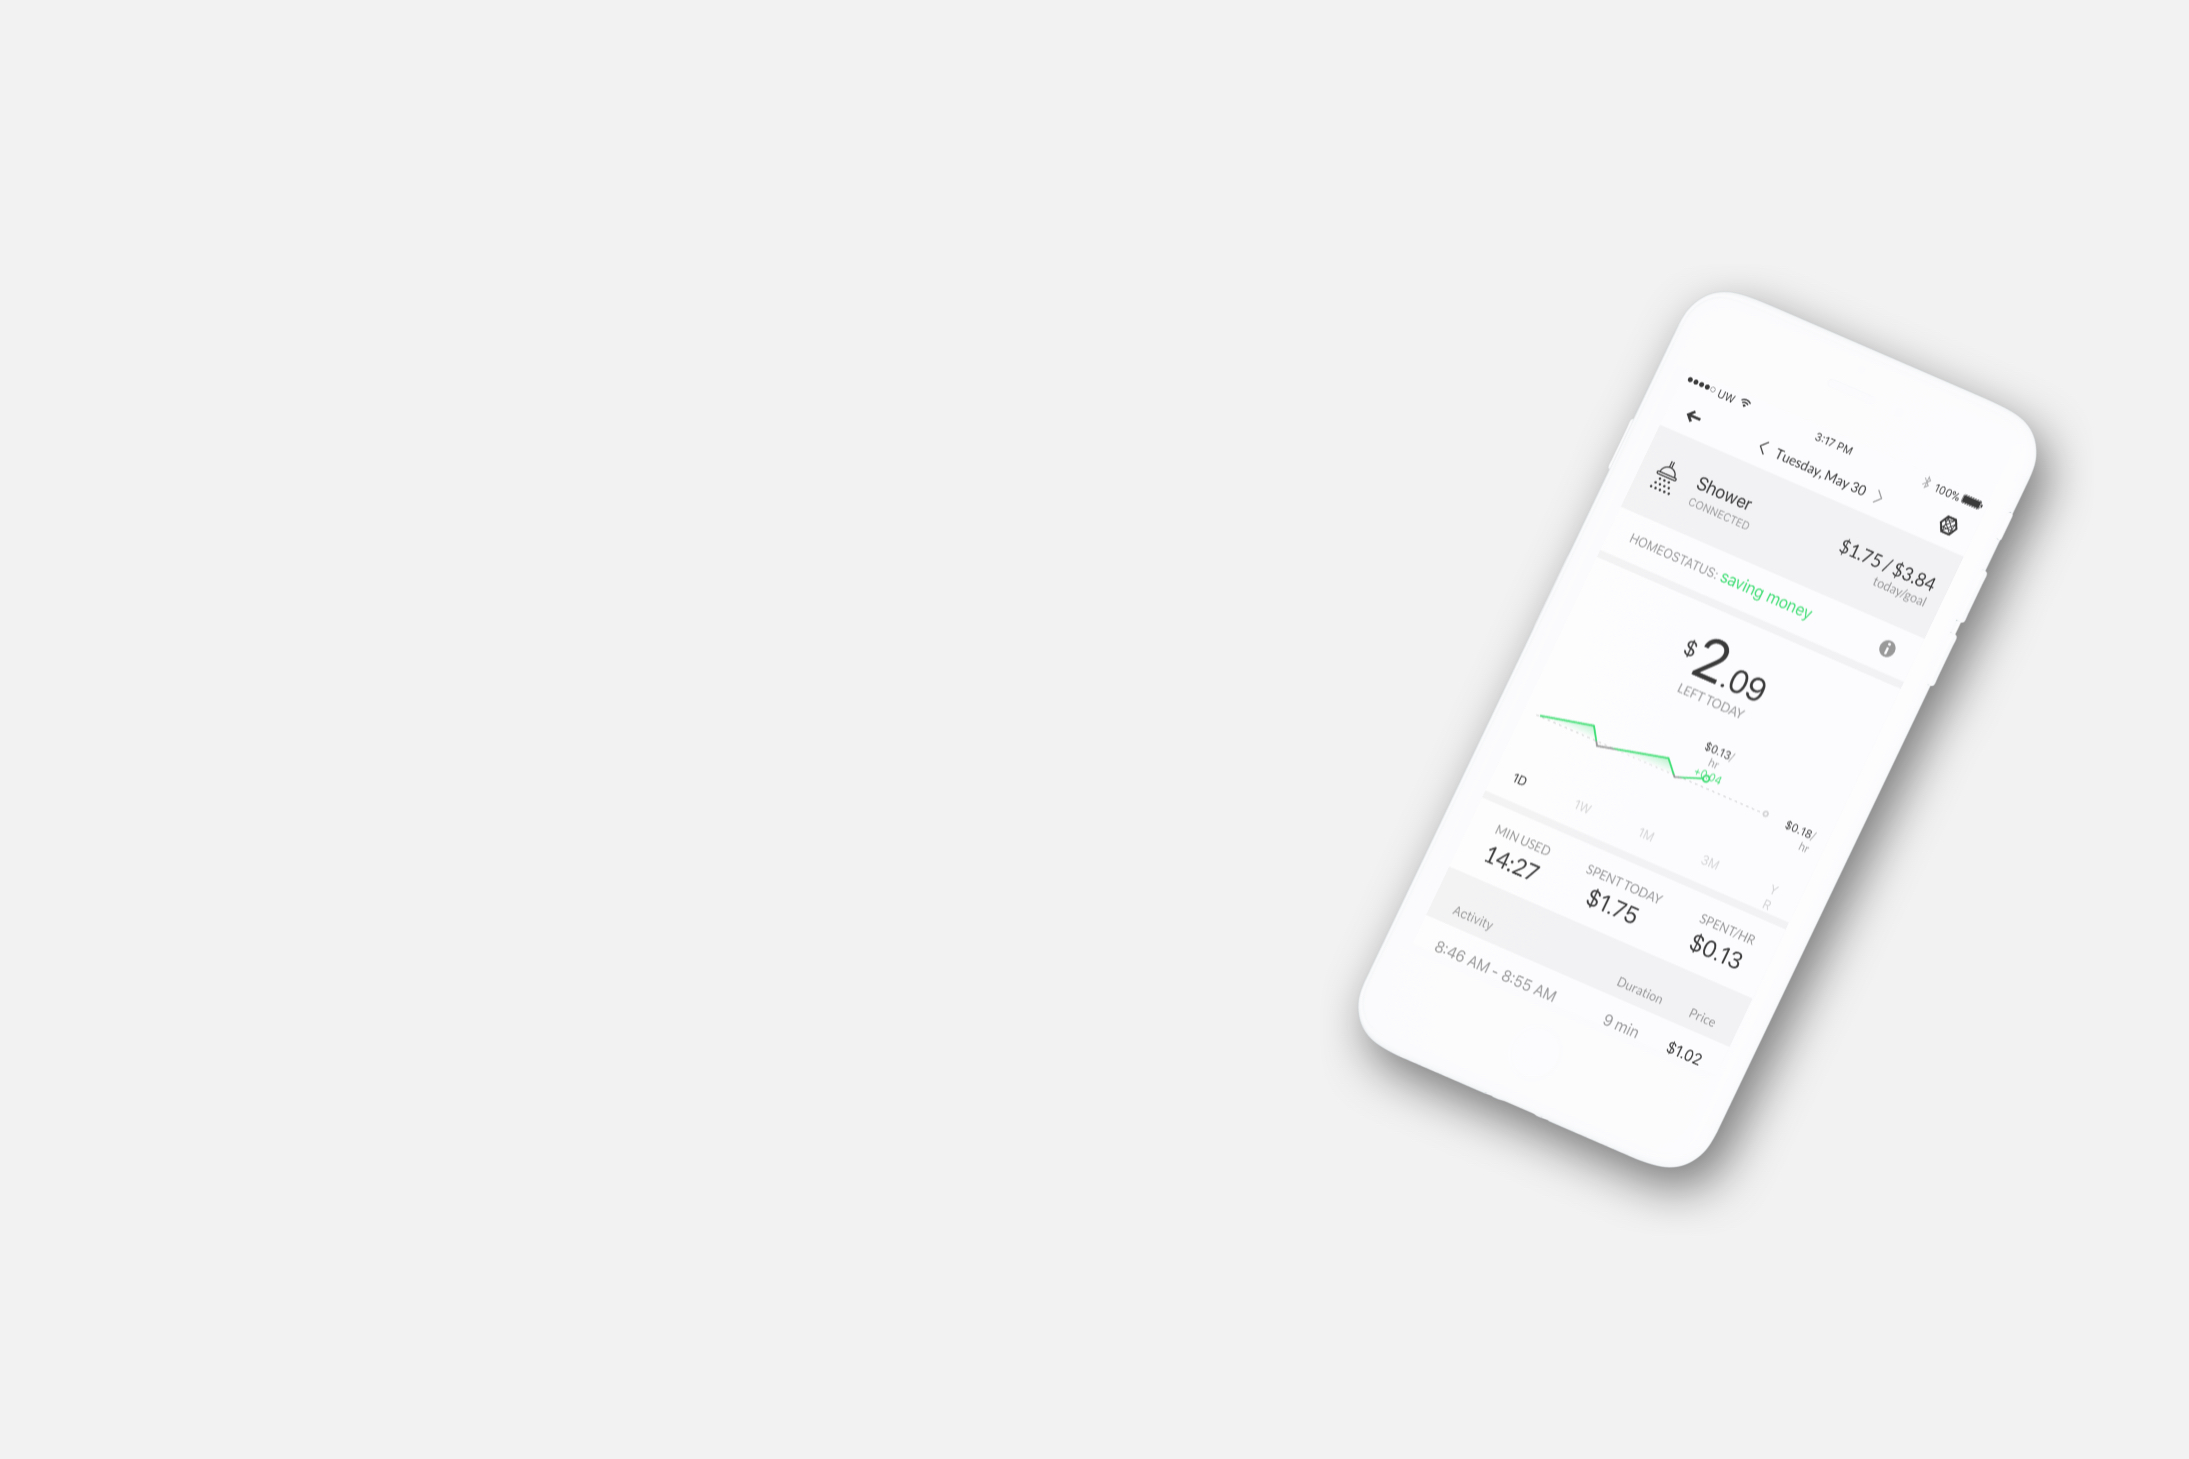 UW
3:17 PM
100%
Tuesday, May 30
Shower
CONNECTED
$1.75 / $3.84
today/goal
HOMEOSTATUS: saving money
i
$2.09
LEFT TODAY
$0.13/
hr
+0.04
$0.18/
hr
1D 1W 1M 3M Y
R
MIN USED SPENT TODAY SPENT/HR
14:27 $1.75 $0.13
Activity Duration Price
8:46 AM - 8:55 AM 9 min $1.02